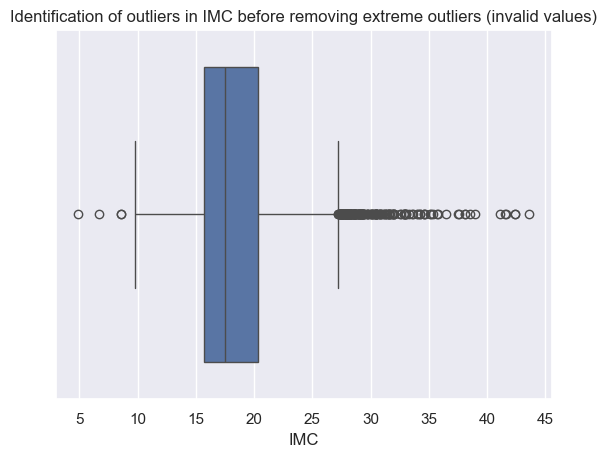 Identification of outliers in IMC before removing extreme outliers (invalid values)
5 10 15 20 25 30 35 40 45
IMC